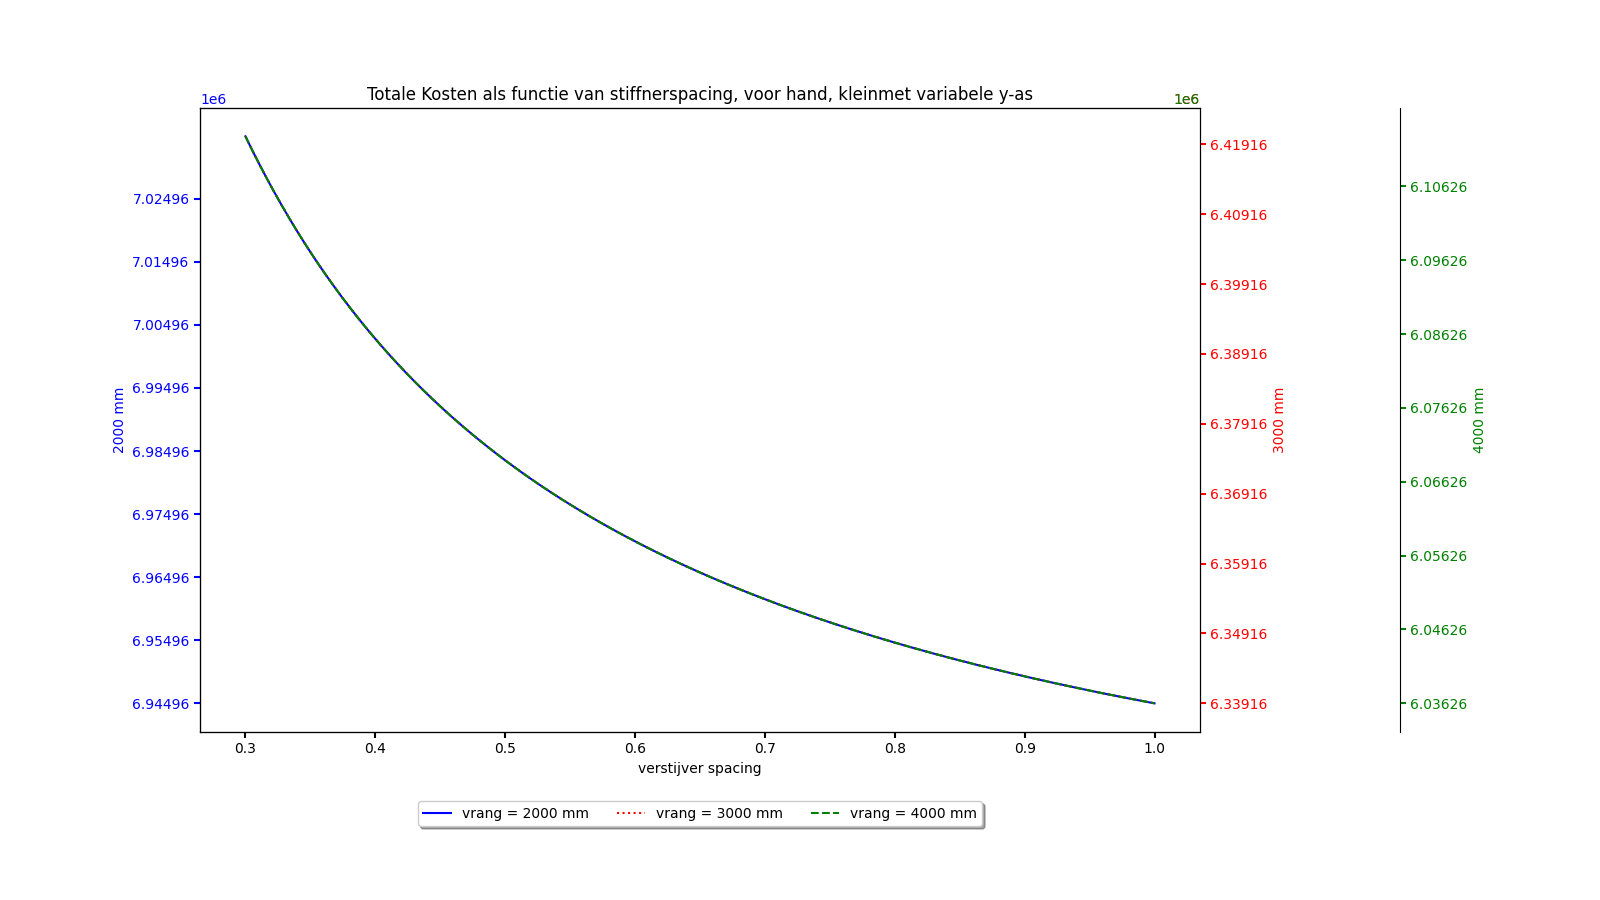 Totale Kosten als functie van stiffnerspacing, voor hand, kleinmet variabele y-as
1e6
1e6
7.02496
7.01496
7.00496
6.99496
6.98496
6.97496
6.96496
6.95496
6.94496
2000 mm
6.41916
6.40916
6.39916
6.38916
6.37916
6.36916
6.35916
6.34916
6.33916
3000 mm
6.10626
6.09626
6.08626
6.07626
6.06626
6.05626
6.04626
6.03626
4000 mm
0.3 0.4 0.5 0.6 0.7 0.8 0.9 1.0
verstijver spacing
vrang = 2000 mm vrang = 3000 mm vrang = 4000 mm